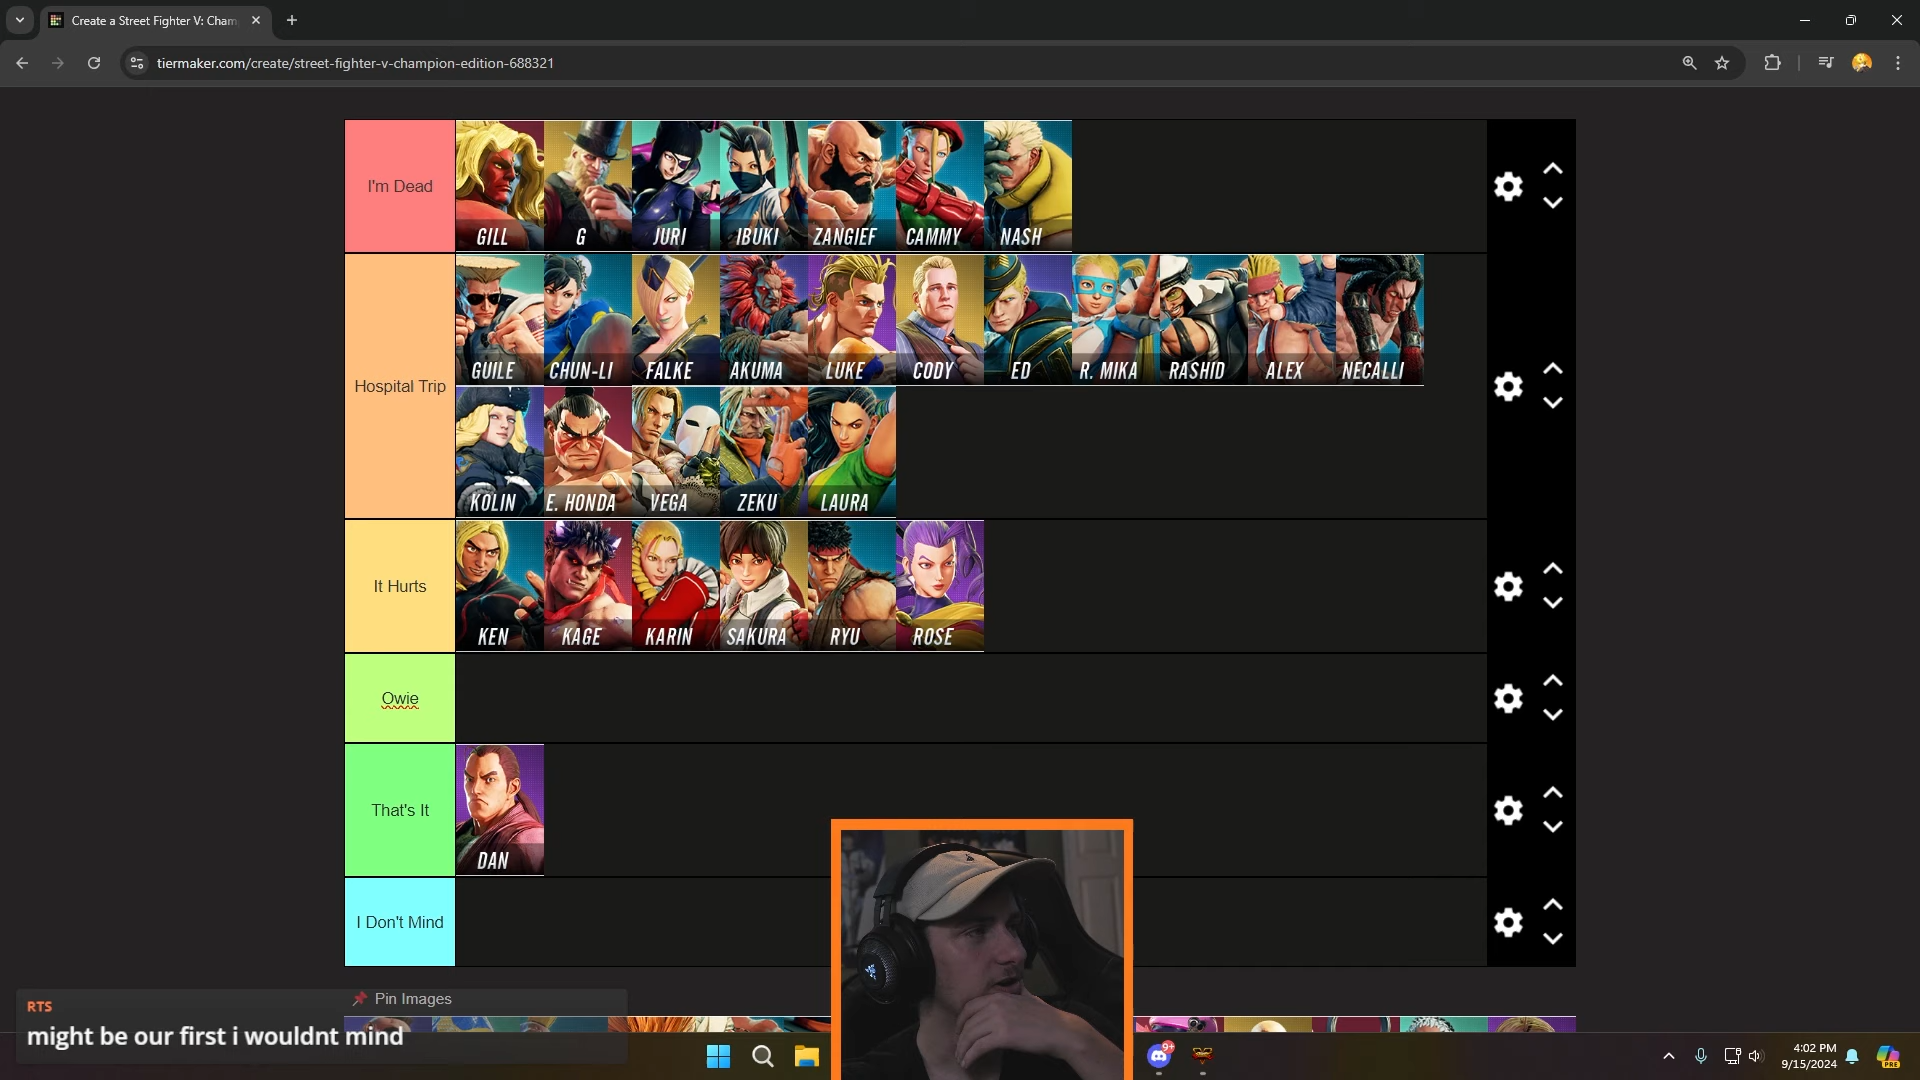 Create a Street Fighter V: Cham
tiermaker.com/create/street-fighter-v-champion-edition-688321
I'm Dead
GILL
G
JURI
IBUKI
ZANGIEF
CAMMY
NASH
Hospital Trip
GUILE
CHUN-LI
FALKE
AKUMA
LUKE
CODY
ED
R. MIKA
RASHID
ALEX
NECALLI
KOLIN
E. HONDA
VEGA
ZEKU
LAURA
It Hurts
KEN
KAGE
KARIN
SAKURA
RYU
ROSE
Owie
That's It
DAN
I Don't Mind
Pin Images
RTS
might be our first i wouldnt mind
9+
4:02 PM
9/15/2024
PRE